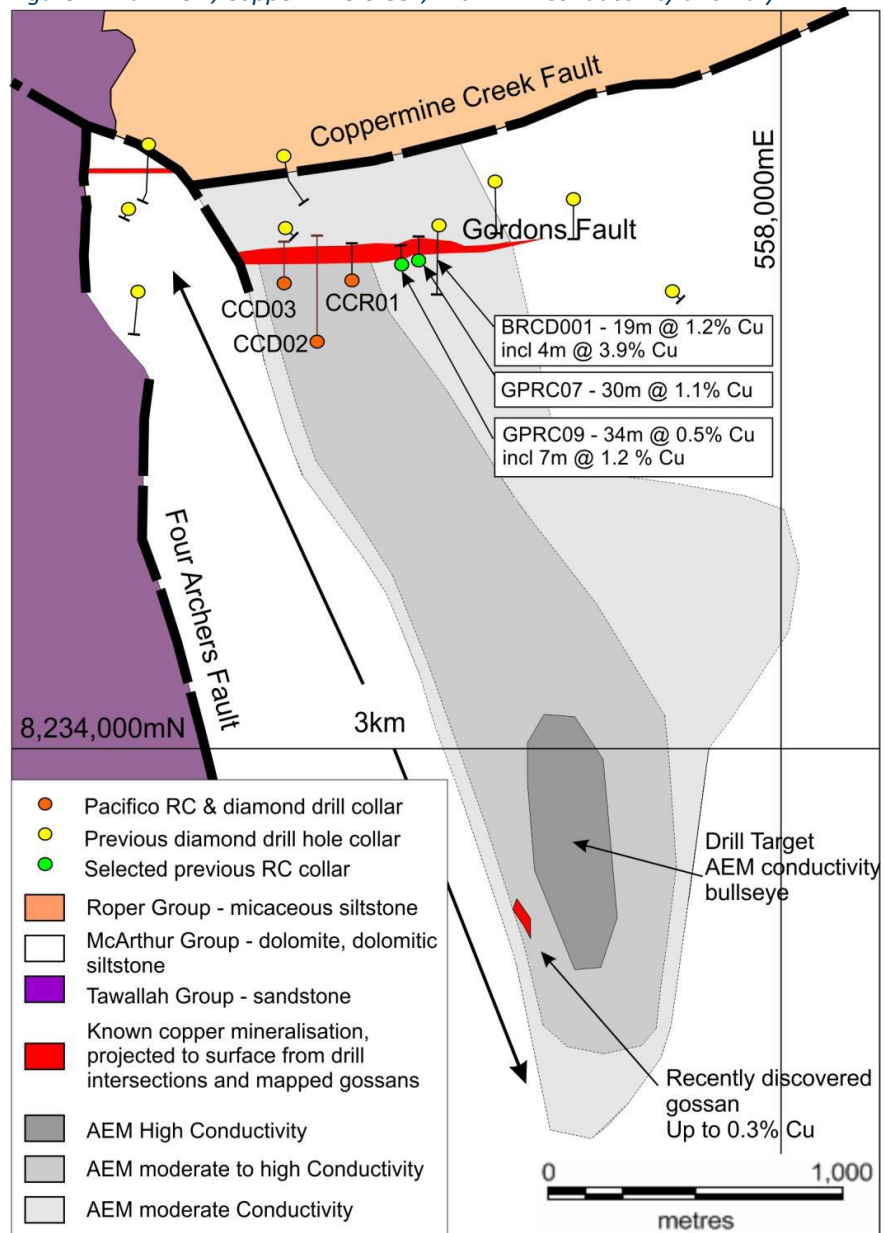 Coppermine Creek Fault
558,000mE
Gordons Fault
CCD03
CCR01
CCD02
BRCD001 - 19m @ 1.2% Cu
incl 4m @ 3.9% Cu
GPRC07 - 30m @ 1.1% Cu
GPRC09 - 34m @ 0.5% Cu
incl 7m @ 1.2 % Cu
Four Archers Fault
8,234,000mN
3km
Drill Target
AEM conductivity
bullseye
Recently discovered
gossan
Up to 0.3% Cu
Pacifico RC & diamond drill collar
Previous diamond drill hole collar
Selected previous RC collar
Roper Group - micaceous siltstone
McArthur Group - dolomite, dolomitic
siltstone
Tawallah Group - sandstone
Known copper mineralisation,
projected to surface from drill
intersections and mapped gossans
AEM High Conductivity
AEM moderate to high Conductivity
AEM moderate Conductivity
0
1,000
metres